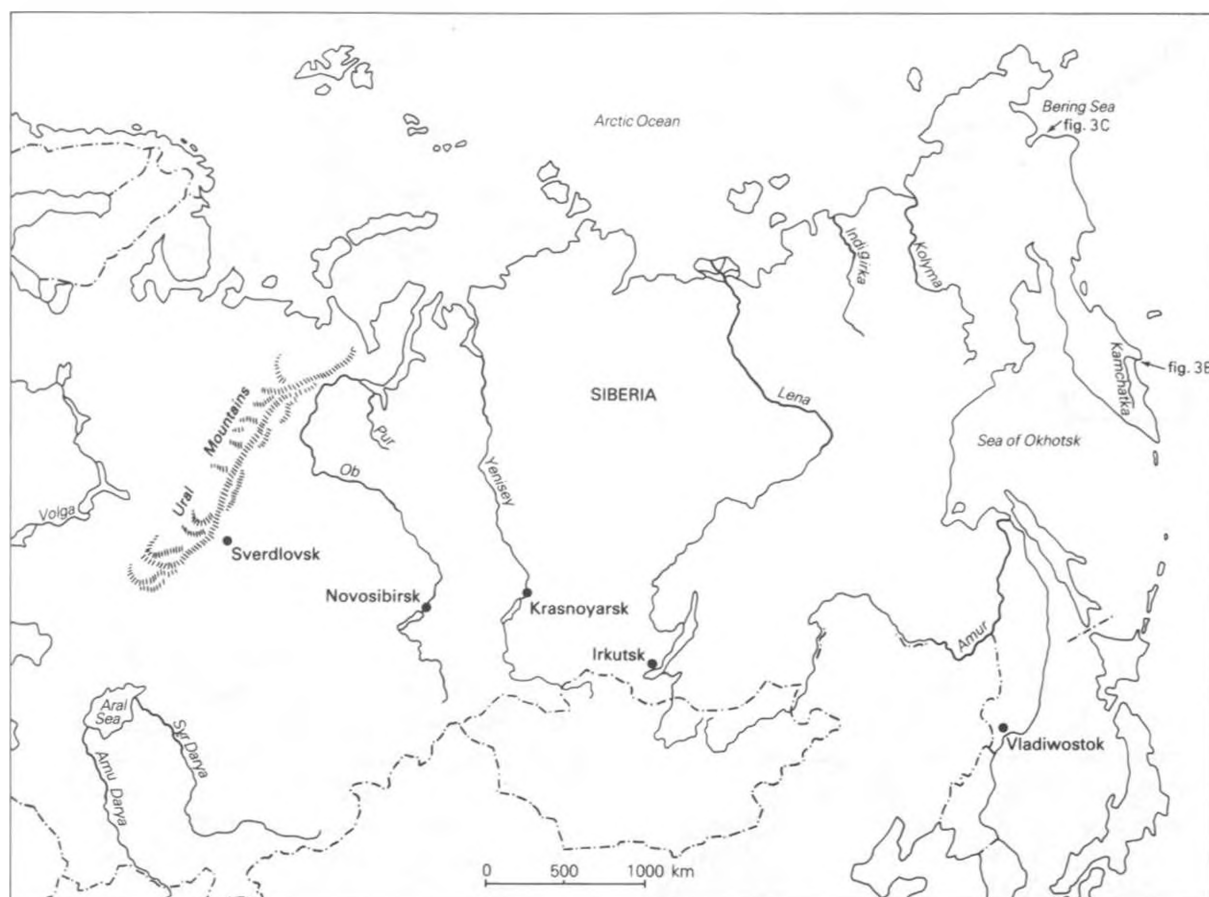 Arctic Ocean
Bering Sea
fig. 3C
Indigirka
Kolyma
Kamchatka
fig. 3B
SIBERIA
Lena
Sea of Okhotsk
Ural Mountains
Pur
Ob
Yenisey
Volga
Sverdlovsk
Novosibirsk
Krasnoyarsk
Irkutsk
Amur
Aral
Sea
Syr Darya
Amu Darya
Vladiwostok
0 500 1000 km